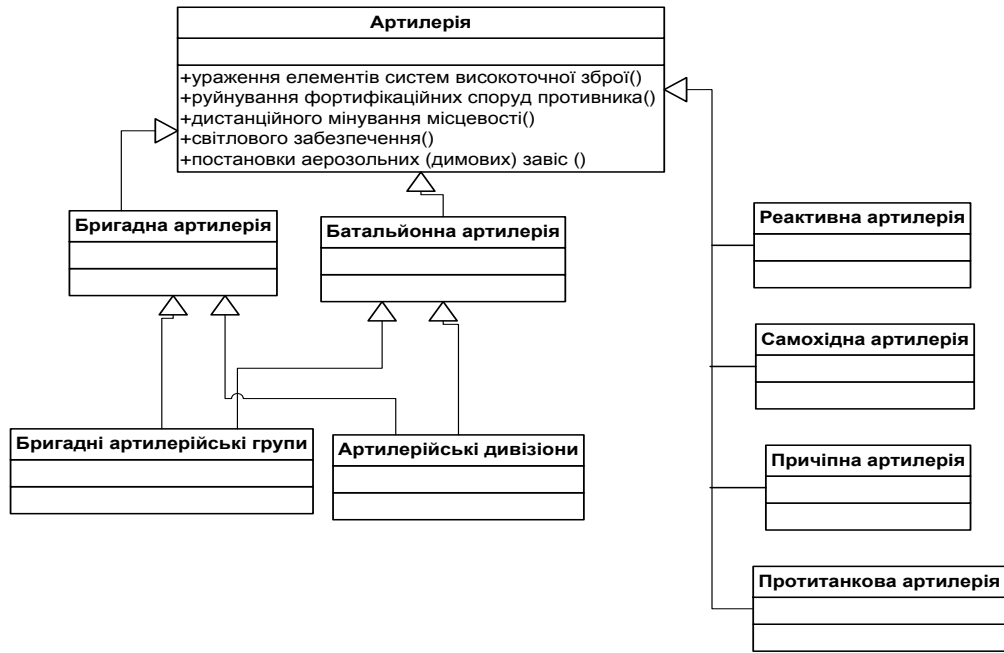 Артилерія
+ураження елементів систем високоточної зброї()
+руйнування фортифікаційних споруд противника()
+дистанційного мінування місцевості()
+світлового забезпечення()
+постановки аерозольних (димових) завіс ()
Бригадна артилерія
Батальйонна артилерія
Реактивна артилерія
Самохідна артилерія
Бригадні артилерійські групи
Артилерійські дивізіони
Причіпна артилерія
Протитанкова артилерія